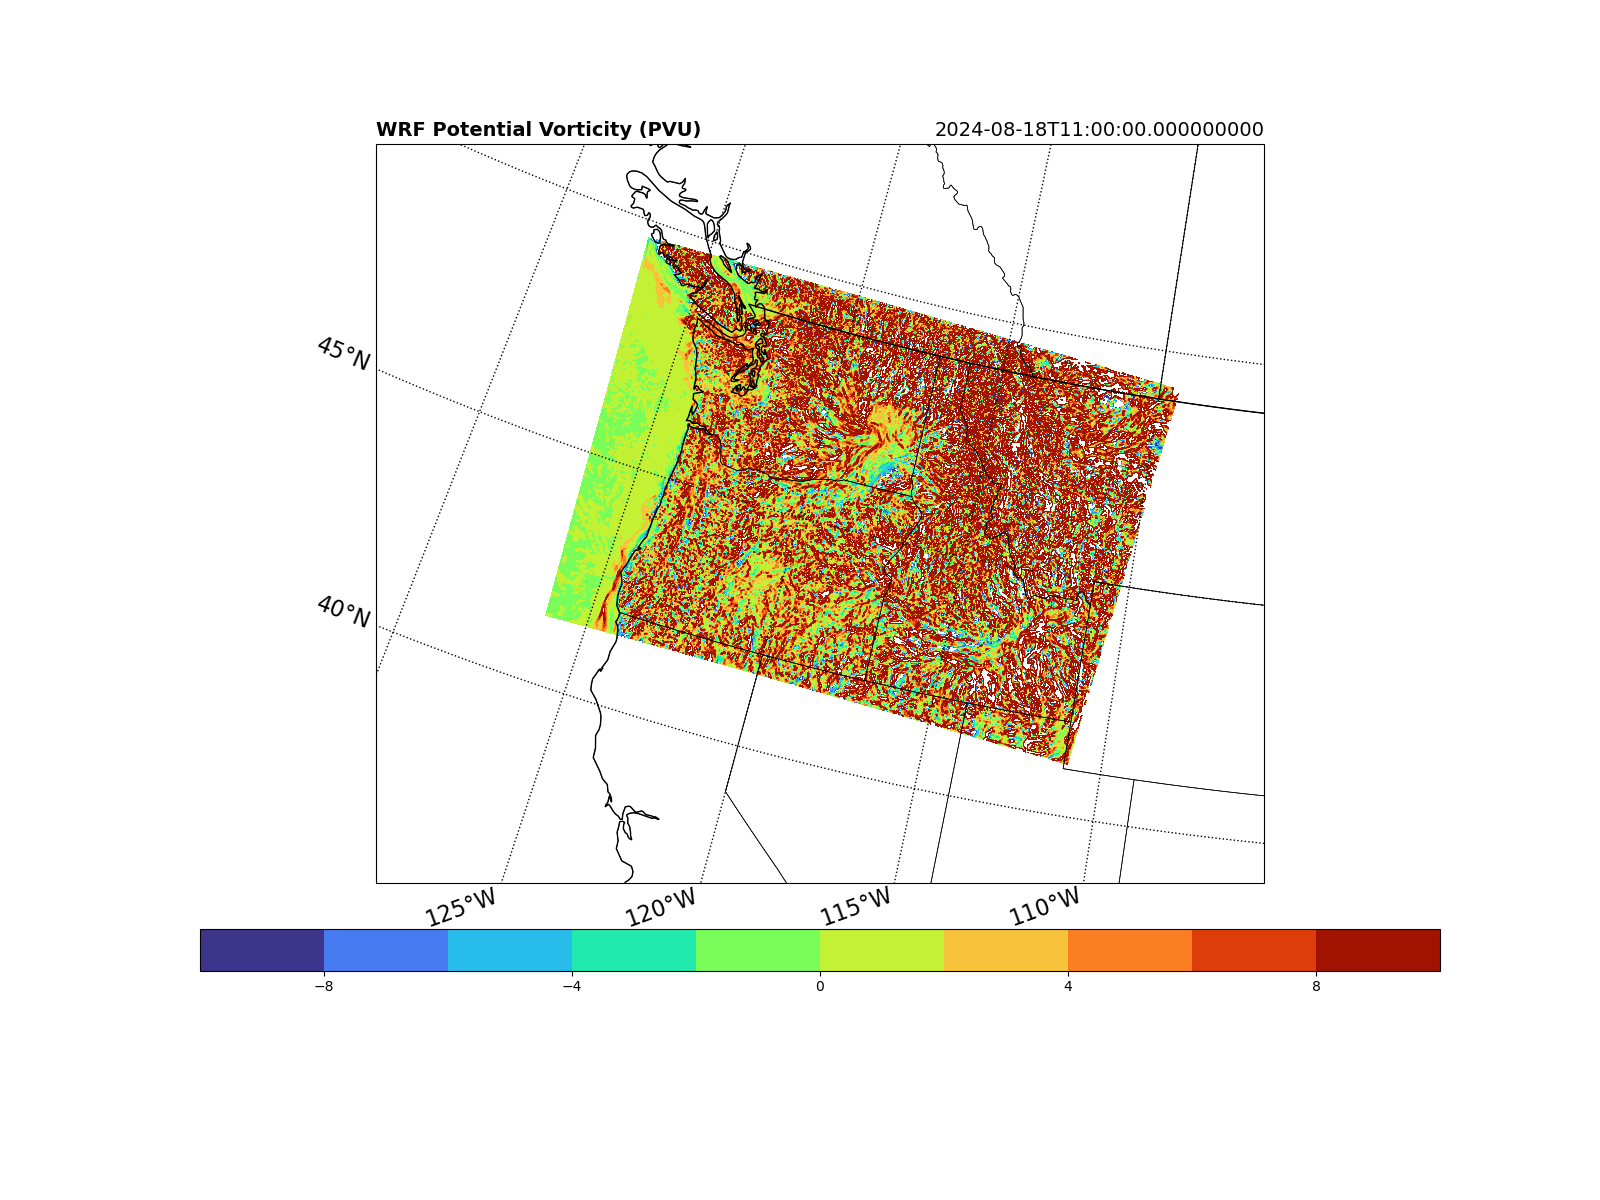 WRF Potential Vorticity (PVU) 2024-08-18T11:00:00.000000000
45°N
40°N
125°W 120°W 115°W 110°W
−8 −4 0 4 8